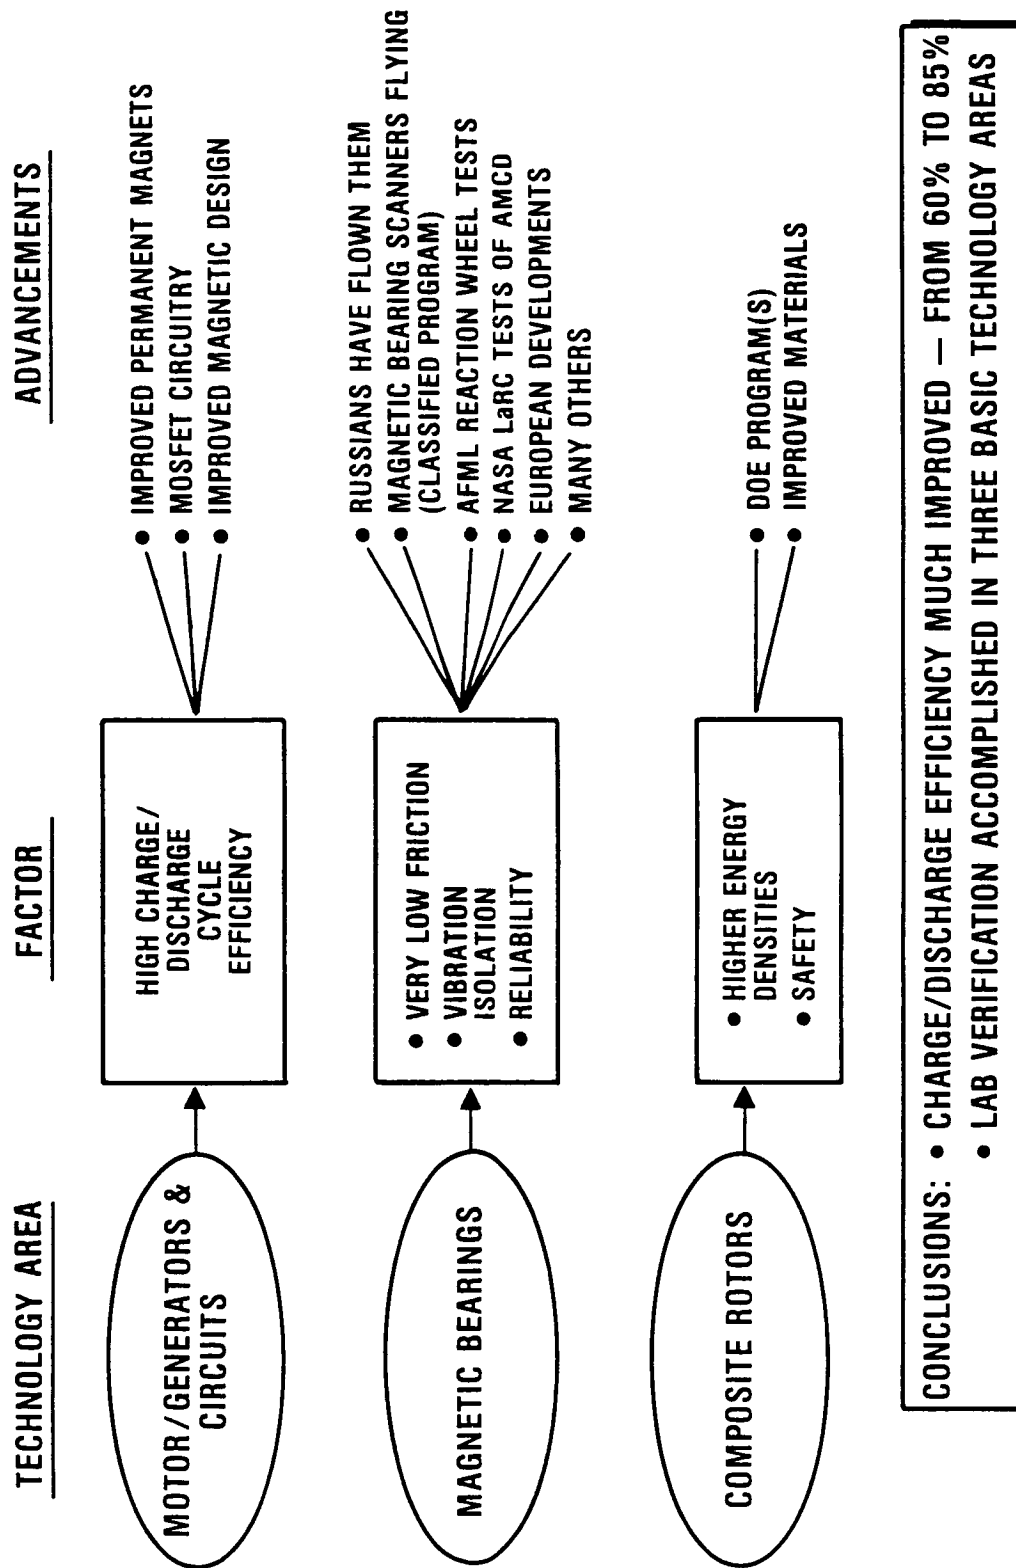 TECHNOLOGY AREA
FACTOR
ADVANCEMENTS
MOTOR/GENERATORS &
CIRCUITS
HIGH CHARGE/
DISCHARGE
CYCLE
EFFICIENCY
• IMPROVED PERMANENT MAGNETS
• MOSFET CIRCUITRY
• IMPROVED MAGNETIC DESIGN
MAGNETIC BEARINGS
• VERY LOW FRICTION
• VIBRATION
ISOLATION
• RELIABILITY
• RUSSIANS HAVE FLOWN THEM
• MAGNETIC BEARING SCANNERS FLYING
(CLASSIFIED PROGRAM)
• AFML REACTION WHEEL TESTS
• NASA LaRC TESTS OF AMCD
• EUROPEAN DEVELOPMENTS
• MANY OTHERS
COMPOSITE ROTORS
• HIGHER ENERGY
DENSITIES
• SAFETY
• DOE PROGRAM(S)
• IMPROVED MATERIALS
CONCLUSIONS: • CHARGE/DISCHARGE EFFICIENCY MUCH IMPROVED — FROM 60% TO 85%
• LAB VERIFICATION ACCOMPLISHED IN THREE BASIC TECHNOLOGY AREAS